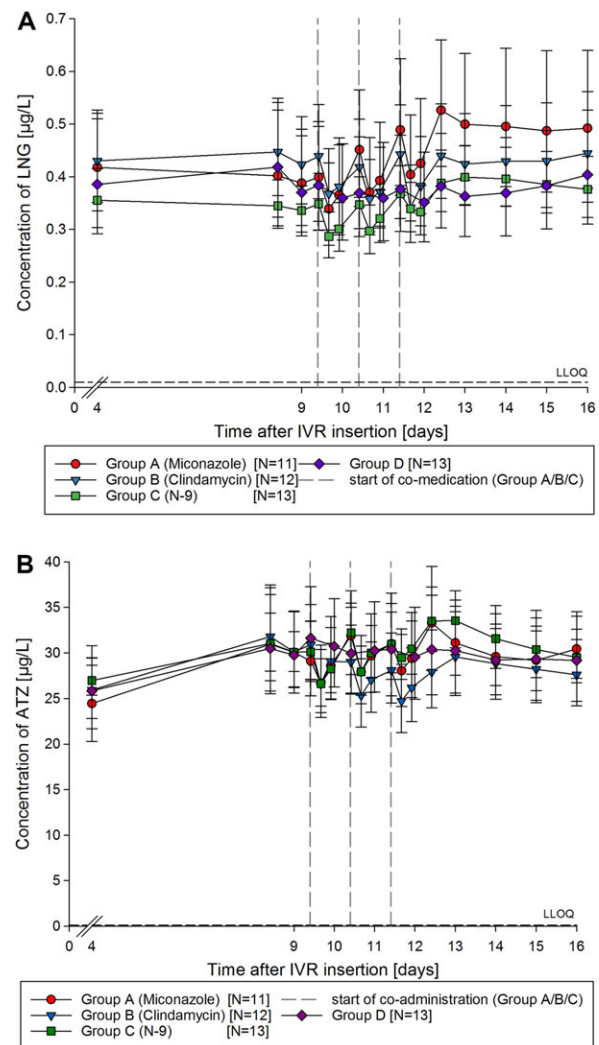 A
Concentration of LNG [µg/L]
0.7
0.6
0.5
0.4
0.3
0.2
0.1
0.0
LLOQ
0 4 9 10 11 12 13 14 15 16
Time after IVR insertion [days]
Group A (Miconazole) [N=11] Group D [N=13]
Group B (Clindamycin) [N=12] start of co-medication (Group A/B/C)
Group C (N-9) [N=13]
B
Concentration of ATZ [µg/L]
40
35
30
25
20
15
10
5
0
LLOQ
0 4 9 10 11 12 13 14 15 16
Time after IVR insertion [days]
Group A (Miconazole) [N=11] start of co-administration (Group A/B/C)
Group B (Clindamycin) [N=12] Group D [N=13]
Group C (N-9) [N=13]